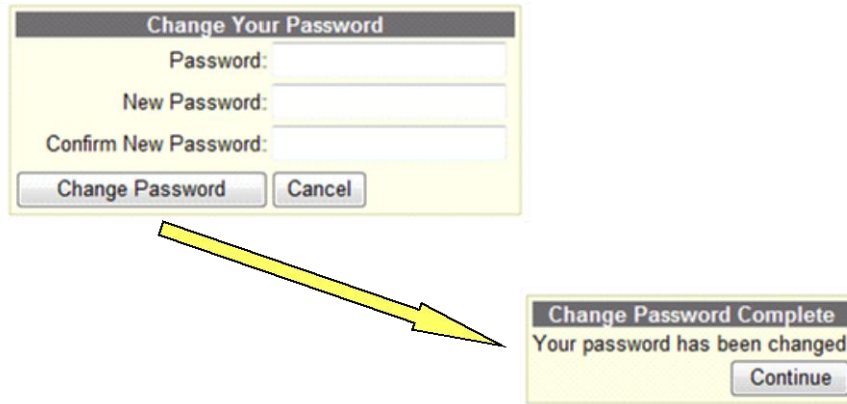 Change Your Password
Password:
New Password:
Confirm New Password:
Change Password Cancel
Change Password Complete
Your password has been changed
Continue